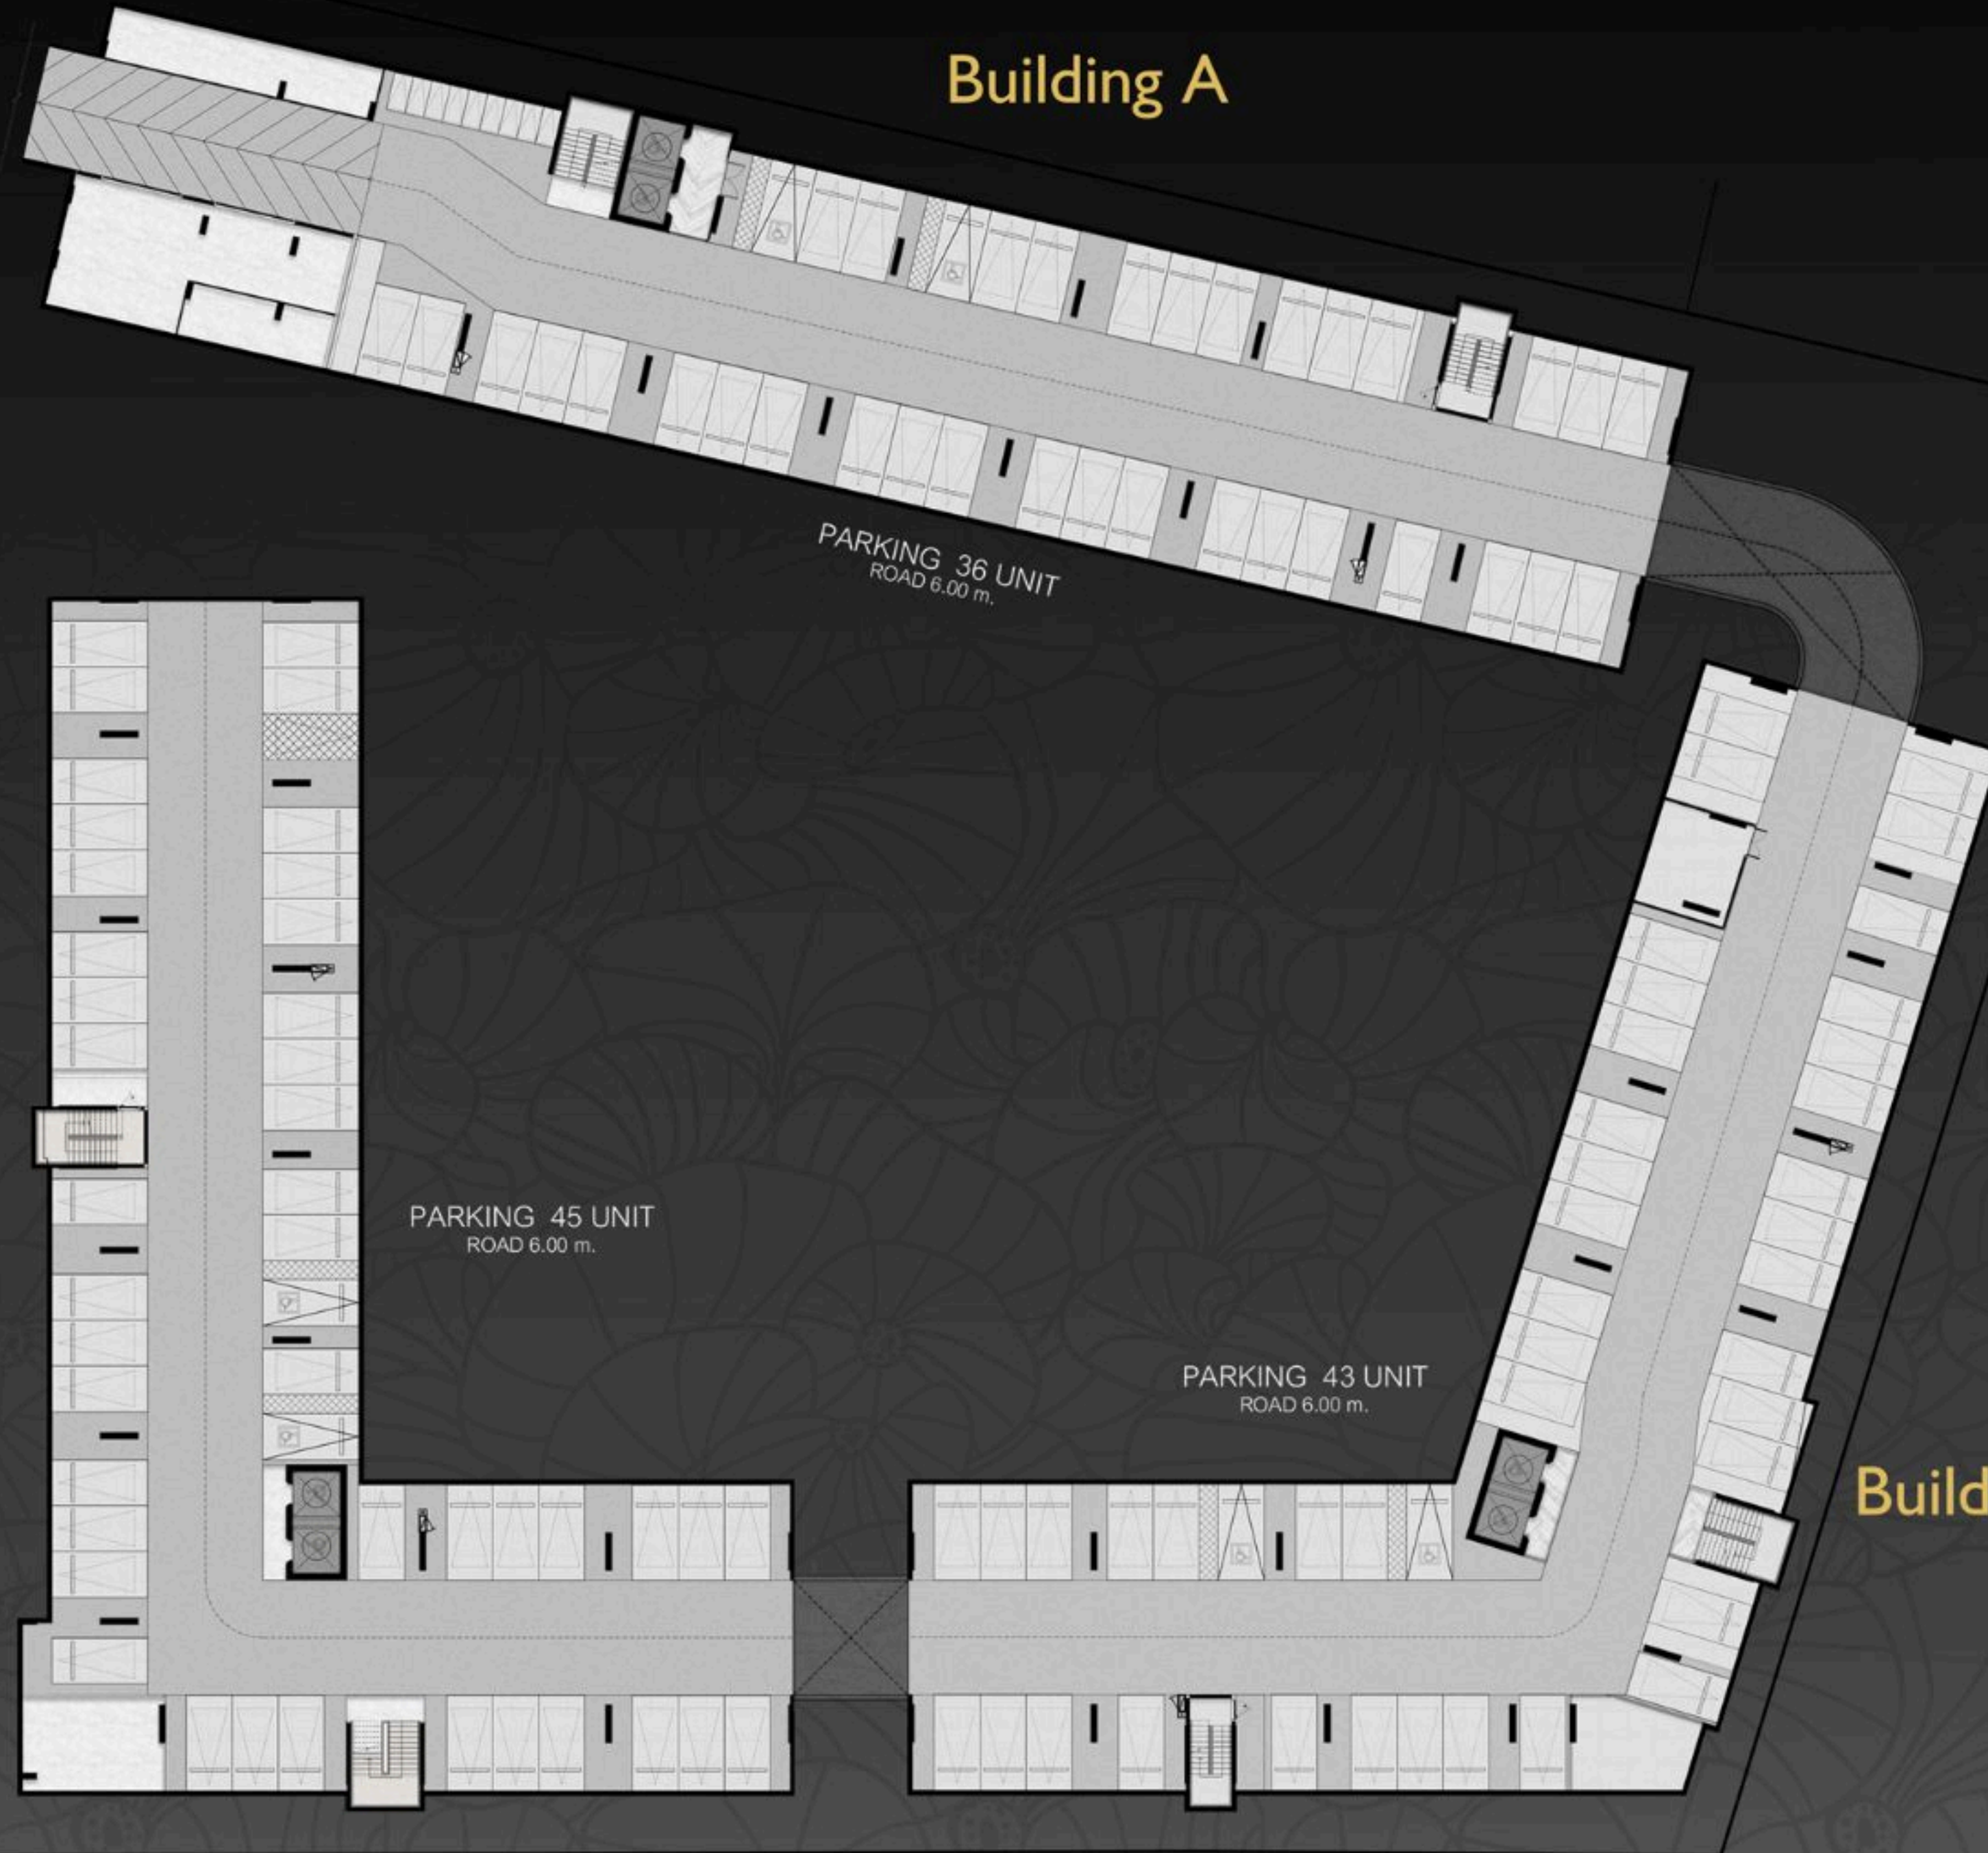 Building A
PARKING 36 UNIT
ROAD 6.00 m.
PARKING 45 UNIT
ROAD 6.00 m.
PARKING 43 UNIT
ROAD 6.00 m.
Build